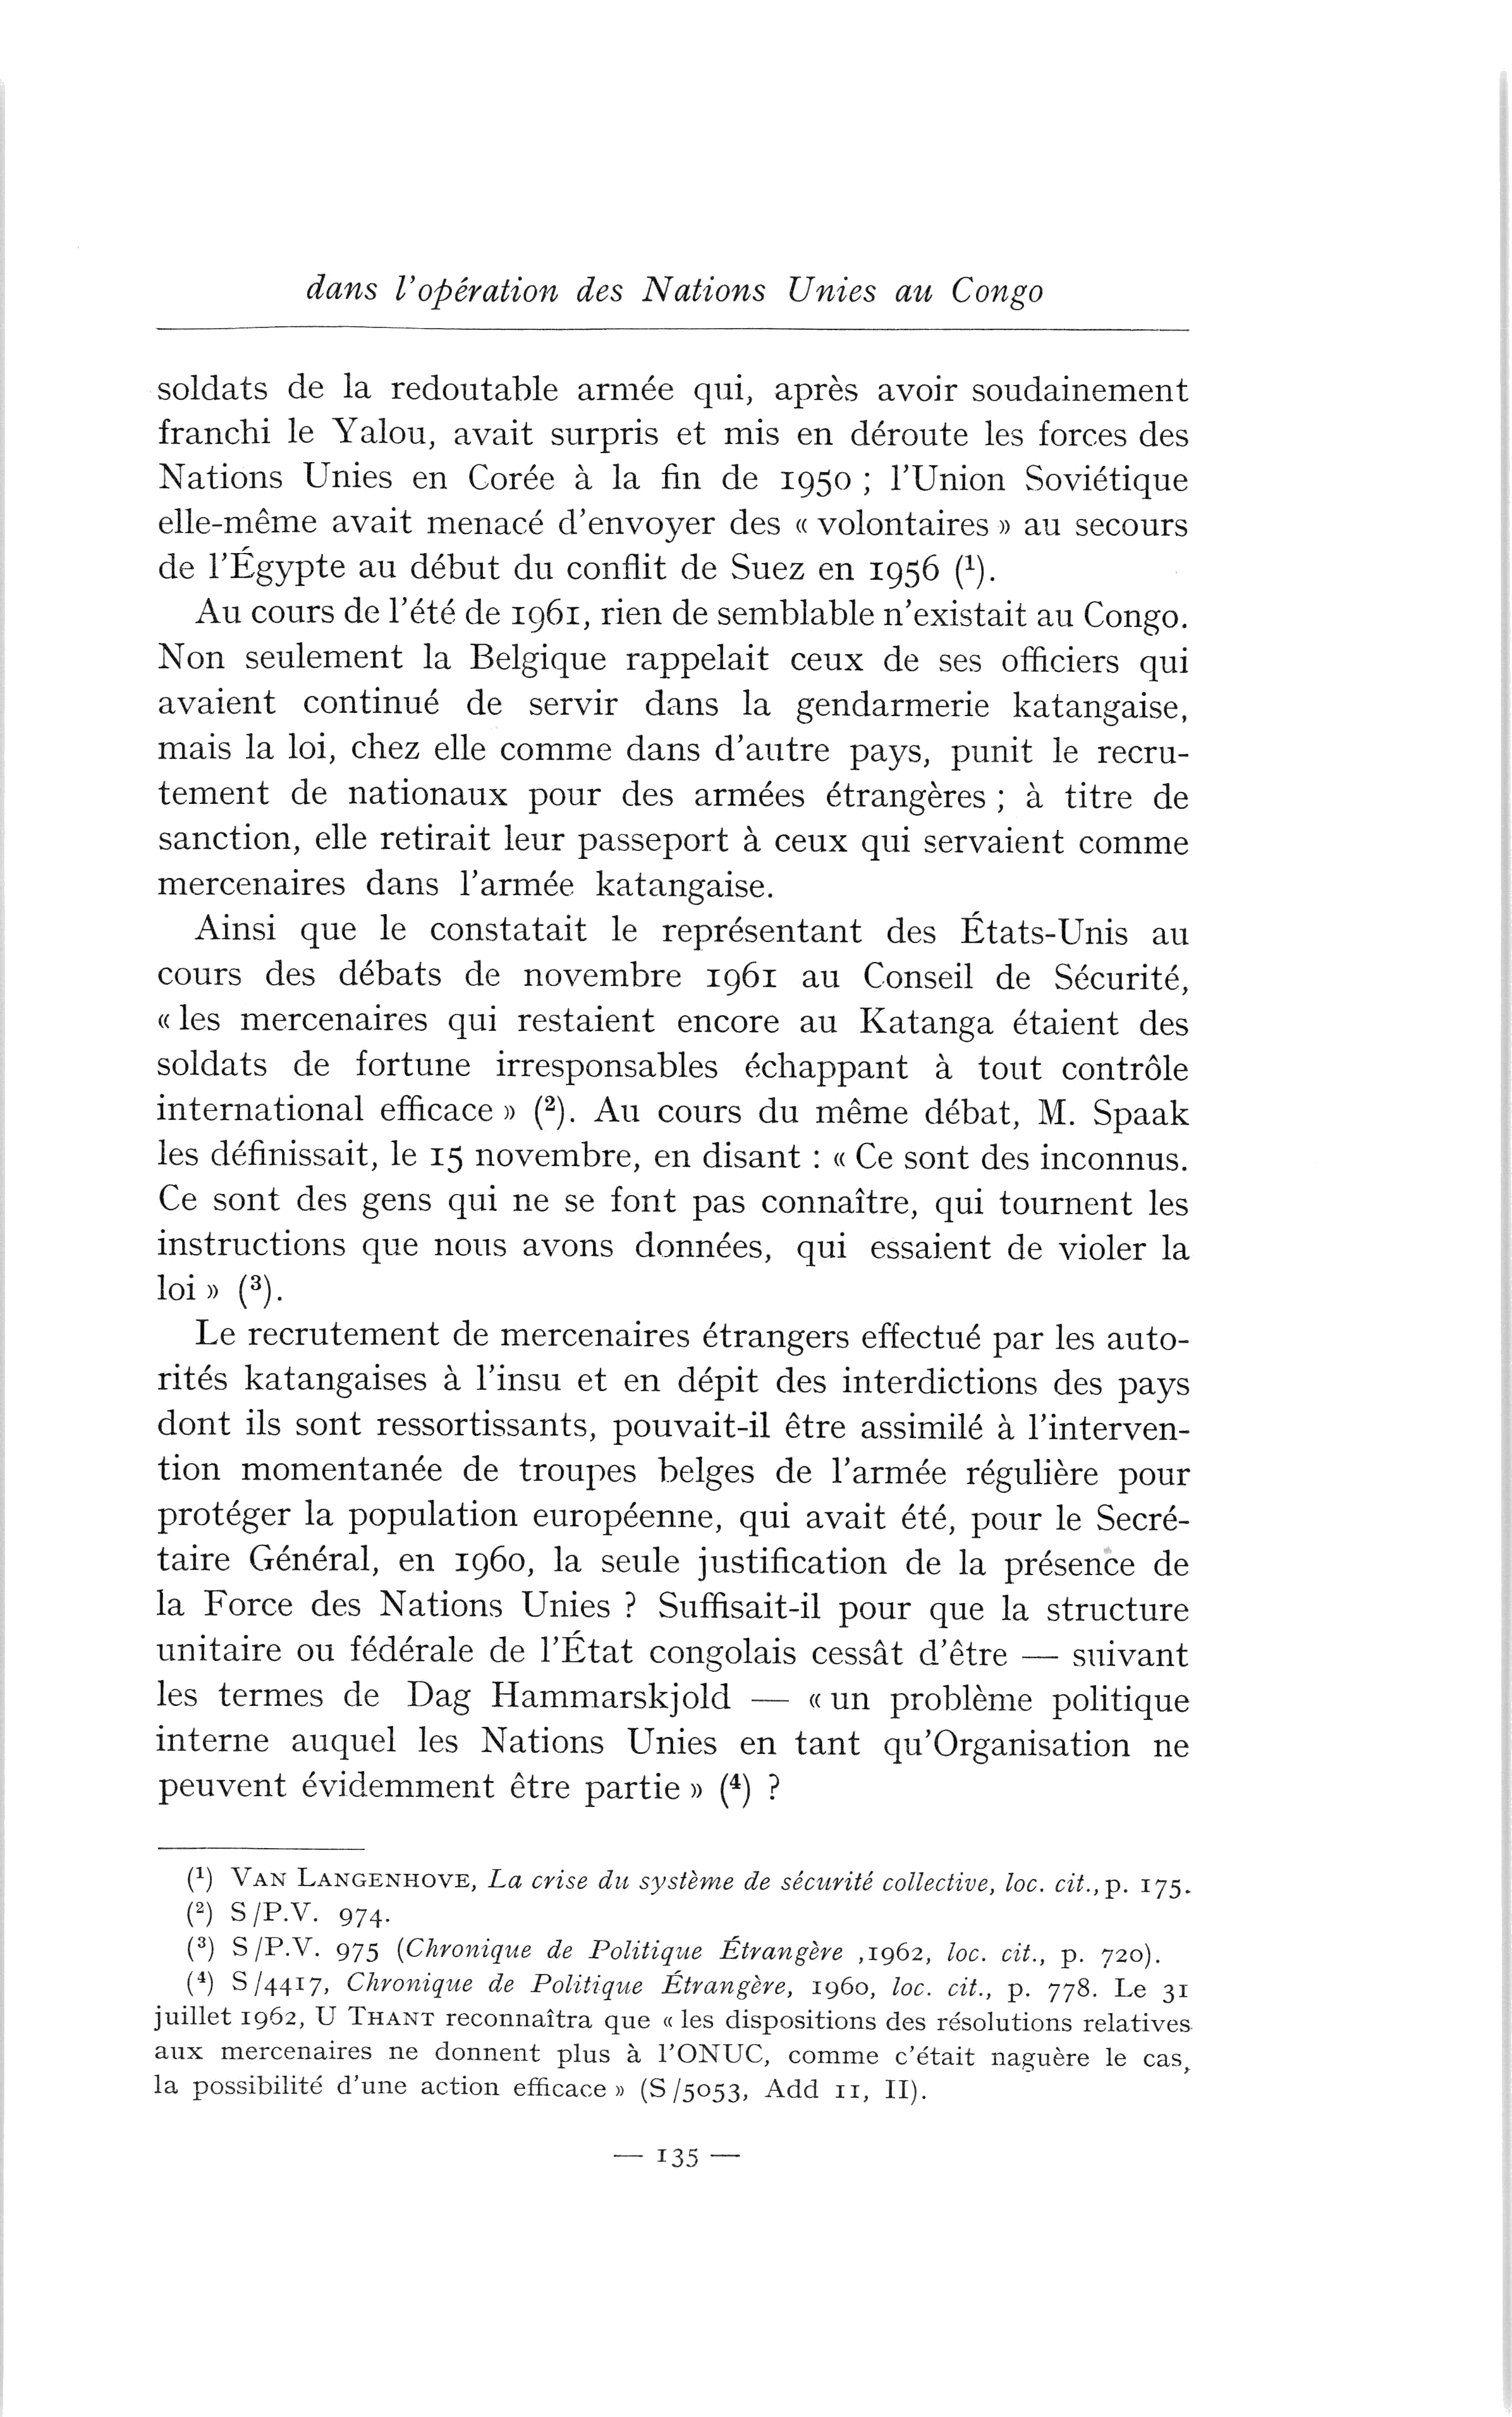 dans l'opération des Nations Unies au Congo
soldats de la redoutable armée qui, après avoir soudainement
franchi le Yalou, avait surpris et mis en déroute les forces des
Nations Unies en Corée à la fin de 1950 ; l'Union Soviétique
elle-même avait menacé d'envoyer des « volontaires » au secours
de l'Égypte au début du conflit de Suez en 1956 (¹).
Au cours de l'été de 1961, rien de semblable n'existait au Congo.
Non seulement la Belgique rappelait ceux de ses officiers qui
avaient continué de servir dans la gendarmerie katangaise,
mais la loi, chez elle comme dans d'autre pays, punit le recru-
tement de nationaux pour des armées étrangères ; à titre de
sanction, elle retirait leur passeport à ceux qui servaient comme
mercenaires dans l'armée katangaise.
Ainsi que le constatait le représentant des États-Unis au
cours des débats de novembre 1961 au Conseil de Sécurité,
« les mercenaires qui restaient encore au Katanga étaient des
soldats de fortune irresponsables échappant à tout contrôle
international efficace » (²). Au cours du même débat, M. Spaak
les définissait, le 15 novembre, en disant : « Ce sont des inconnus.
Ce sont des gens qui ne se font pas connaître, qui tournent les
instructions que nous avons données, qui essaient de violer la
loi » (³).
Le recrutement de mercenaires étrangers effectué par les auto-
rités katangaises à l'insu et en dépit des interdictions des pays
dont ils sont ressortissants, pouvait-il être assimilé à l'interven-
tion momentanée de troupes belges de l'armée régulière pour
protéger la population européenne, qui avait été, pour le Secré-
taire Général, en 1960, la seule justification de la présence de
la Force des Nations Unies ? Suffisait-il pour que la structure
unitaire ou fédérale de l'État congolais cessât d'être — suivant
les termes de Dag Hammarskjold — « un problème politique
interne auquel les Nations Unies en tant qu'Organisation ne
peuvent évidemment être partie » (⁴) ?
(¹) VAN LANGENHOVE, La crise du système de sécurité collective, loc. cit., p. 175.
(²) S/P.V. 974.
(³) S/P.V. 975 (Chronique de Politique Étrangère ,1962, loc. cit., p. 720).
(⁴) S/4417, Chronique de Politique Étrangère, 1960, loc. cit., p. 778. Le 31
juillet 1962, U THANT reconnaîtra que « les dispositions des résolutions relatives
aux mercenaires ne donnent plus à l'ONUC, comme c'était naguère le cas,
la possibilité d'une action efficace » (S/5053, Add 11, II).
— 135 —